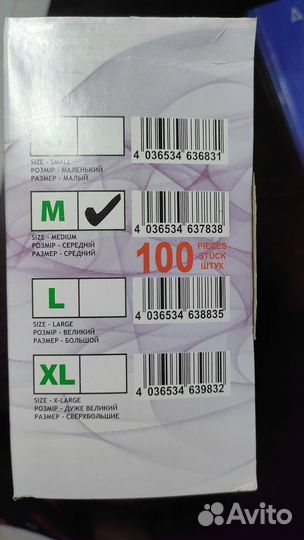 S
4 036534 636831
SIZE - SMALL
РОЗМІР - МАЛЕНЬКИЙ
РАЗМЕР - МАЛЫЙ
M
4 036534 637838
SIZE - MEDIUM
РОЗМІР - СЕРЕДНІЙ
РАЗМЕР - СРЕДНИЙ
100 PIECES
STÜCK
ШТУК
L
4 036534 638835
SIZE - LARGE
РОЗМІР - ВЕЛИКИЙ
РАЗМЕР - БОЛЬШОЙ
XL
4 036534 639832
SIZE - X-LARGE
РОЗМІР - ДУЖЕ ВЕЛИКИЙ
РАЗМЕР - СВЕРХБОЛЬШИЕ
Avito